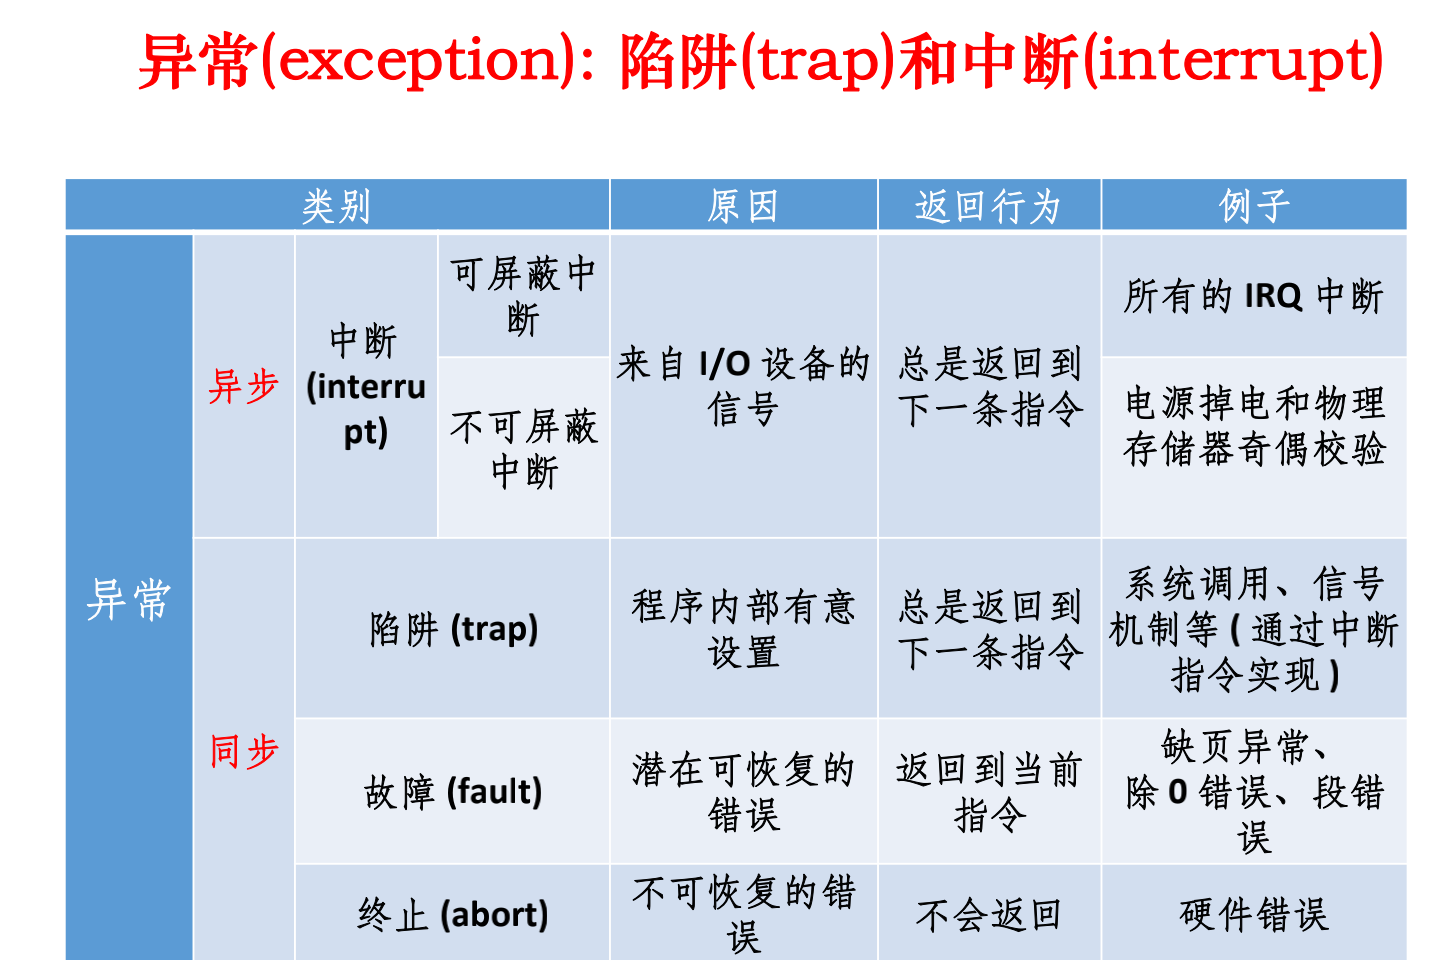 异常(exception): 陷阱(trap)和中断(interrupt)
类别
原因
返回行为
例子
异常
异步
中断
(interru
pt)
可屏蔽中
断
来自 I/O 设备的
信号
总是返回到
下一条指令
所有的 IRQ 中断
不可屏蔽
中断
电源掉电和物理
存储器奇偶校验
同步
陷阱 (trap)
程序内部有意
设置
总是返回到
下一条指令
系统调用、信号
机制等 ( 通过中断
指令实现 )
故障 (fault)
潜在可恢复的
错误
返回到当前
指令
缺页异常、
除 0 错误、段错
误
终止 (abort)
不可恢复的错
误
不会返回
硬件错误